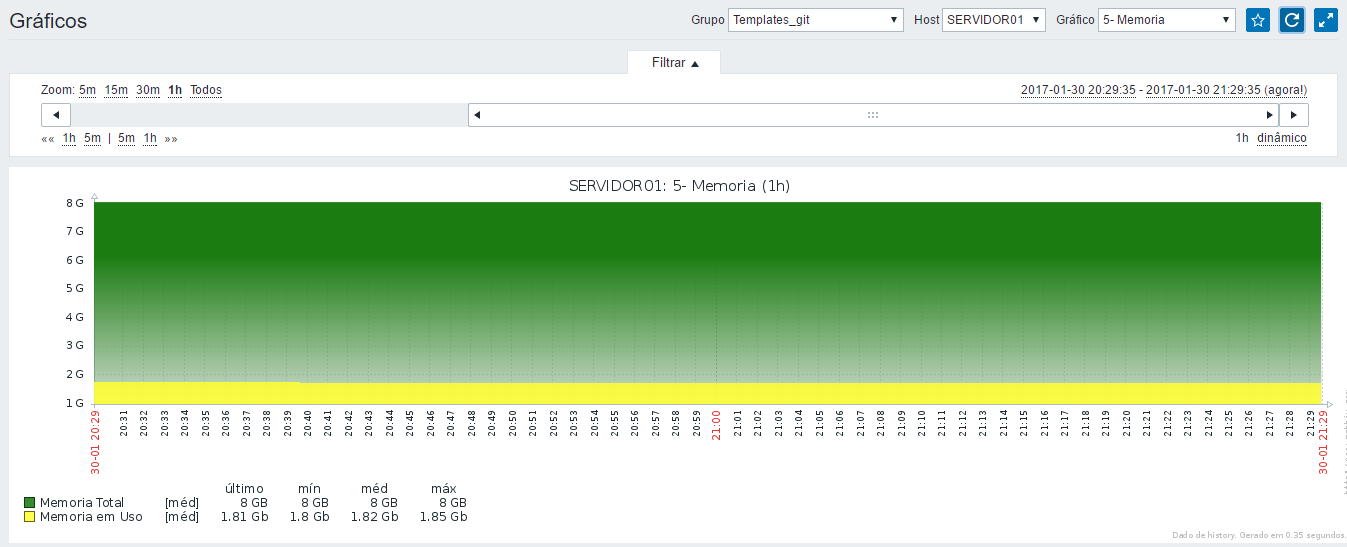 Gráficos Grupo Templates_git Host SERVIDOR01 Gráfico 5- Memoria
Filtrar
Zoom: 5m 15m 30m 1h Todos 2017-01-30 20:29:35 - 2017-01-30 21:29:35 (agora!)
«« 1h 5m | 5m 1h »» 1h dinâmico
SERVIDOR01: 5- Memoria (1h)
8 G
7 G
6 G
5 G
4 G
3 G
2 G
1 G
30-01 20:29 20:31 20:32 20:33 20:34 20:35 20:36 20:37 20:38 20:39 20:40 20:41 20:42 20:43 20:44 20:45 20:46 20:47 20:48 20:49 20:50 20:51 20:52 20:53 20:54 20:55 20:56 20:57 20:58 20:59 21:00 21:01 21:02 21:03 21:04 21:05 21:06 21:07 21:08 21:09 21:10 21:11 21:12 21:13 21:14 21:15 21:16 21:17 21:18 21:19 21:20 21:21 21:22 21:23 21:24 21:25 21:26 21:27 21:28 21:29 30-01 21:29
último mín méd máx
Memoria Total [méd] 8 GB 8 GB 8 GB 8 GB
Memoria em Uso [méd] 1.81 Gb 1.8 Gb 1.82 Gb 1.85 Gb
Dado de history. Gerado em 0.35 segundos.